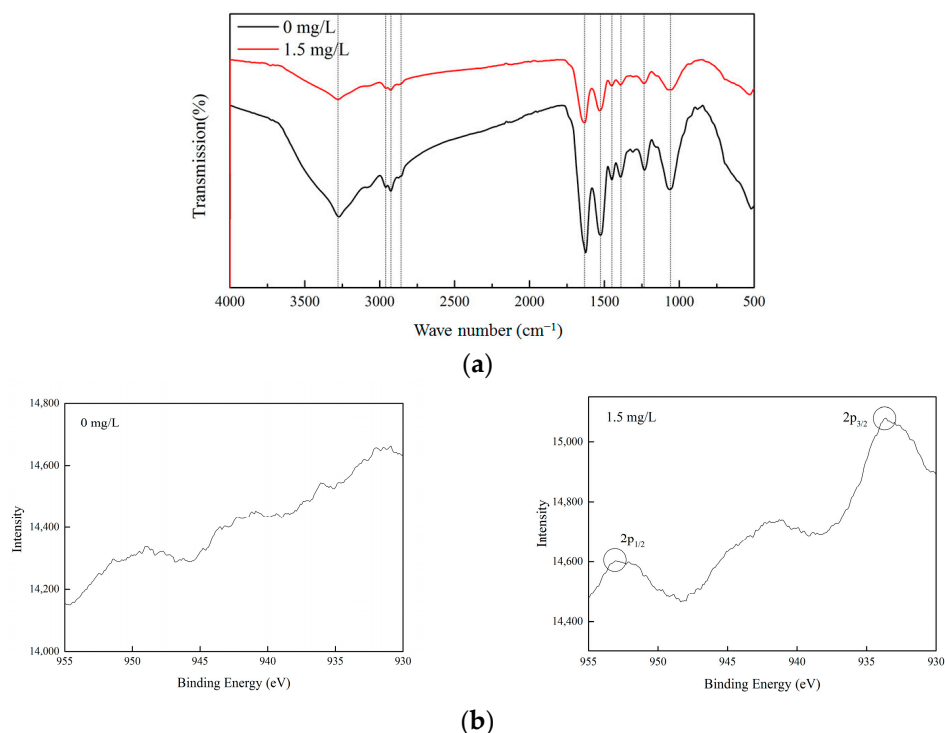 (a)
0 mg/L
1.5 mg/L
Transmission(%)
4000 3500 3000 2500 2000 1500 1000 500
Wave number (cm⁻¹)
(a)
14,800
14,600
14,400
14,200
14,000
0 mg/L
Intensity
955 950 945 940 935 930
Binding Energy (eV)
15,000
14,800
14,600
14,400
1.5 mg/L
2p3/2
2p1/2
Intensity
955 950 945 940 935 930
Binding Energy (eV)
(b)